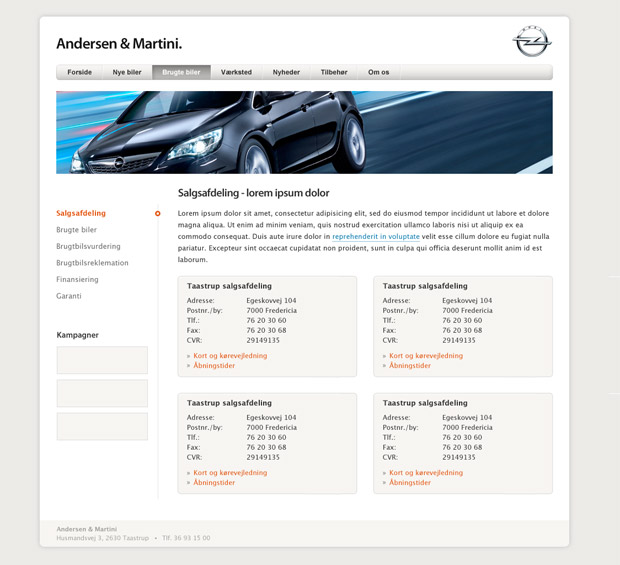 Andersen & Martini.
Forside Nye biler Brugte biler Værksted Nyheder Tilbehør Om os
Salgsafdeling - lorem ipsum dolor
Salgsafdeling
Brugte biler
Brugtbilsvurdering
Brugtbilsreklemation
Finansiering
Garanti
Kampagner
Lorem ipsum dolor sit amet, consectetur adipisicing elit, sed do eiusmod tempor incididunt ut labore et dolore
magna aliqua. Ut enim ad minim veniam, quis nostrud exercitation ullamco laboris nisi ut aliquip ex ea
commodo consequat. Duis aute irure dolor in reprehenderit in voluptate velit esse cillum dolore eu fugiat nulla
pariatur. Excepteur sint occaecat cupidatat non proident, sunt in culpa qui officia deserunt mollit anim id est
laborum.
Taastrup salgsafdeling
Adresse: Egeskovvej 104
Postnr./by: 7000 Fredericia
Tlf.: 76 20 30 60
Fax: 76 20 30 68
CVR: 29149135
» Kort og kørevejledning
» Åbningstider
Taastrup salgsafdeling
Adresse: Egeskovvej 104
Postnr./by: 7000 Fredericia
Tlf.: 76 20 30 60
Fax: 76 20 30 68
CVR: 29149135
» Kort og kørevejledning
» Åbningstider
Taastrup salgsafdeling
Adresse: Egeskovvej 104
Postnr./by: 7000 Fredericia
Tlf.: 76 20 30 60
Fax: 76 20 30 68
CVR: 29149135
» Kort og kørevejledning
» Åbningstider
Taastrup salgsafdeling
Adresse: Egeskovvej 104
Postnr./by: 7000 Fredericia
Tlf.: 76 20 30 60
Fax: 76 20 30 68
CVR: 29149135
» Kort og kørevejledning
» Åbningstider
Andersen & Martini
Husmandsvej 3, 2630 Taastrup • Tlf. 36 93 15 00